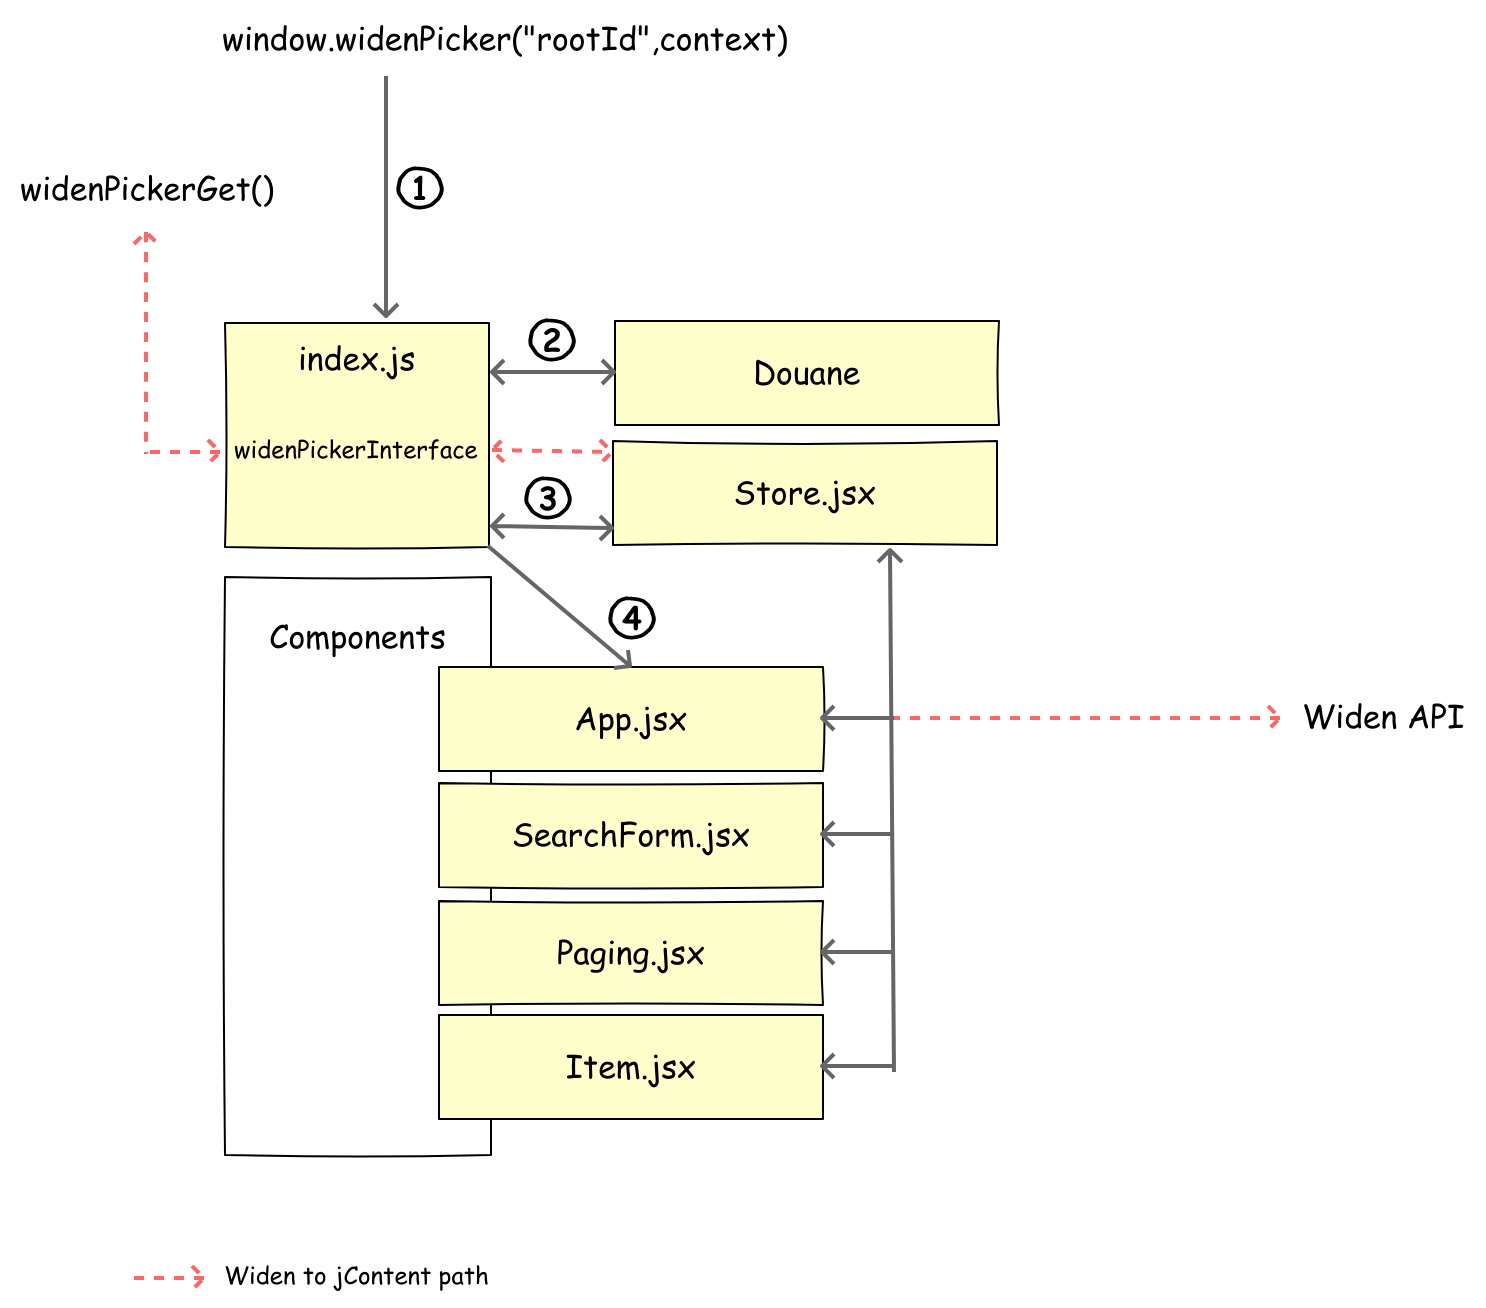 window.widenPicker("rootId",context)
1
widenPickerGet()
2
index.js
Douane
widenPickerInterface
3
Store.jsx
4
Components
App.jsx
Widen API
SearchForm.jsx
Paging.jsx
Item.jsx
Widen to jContent path